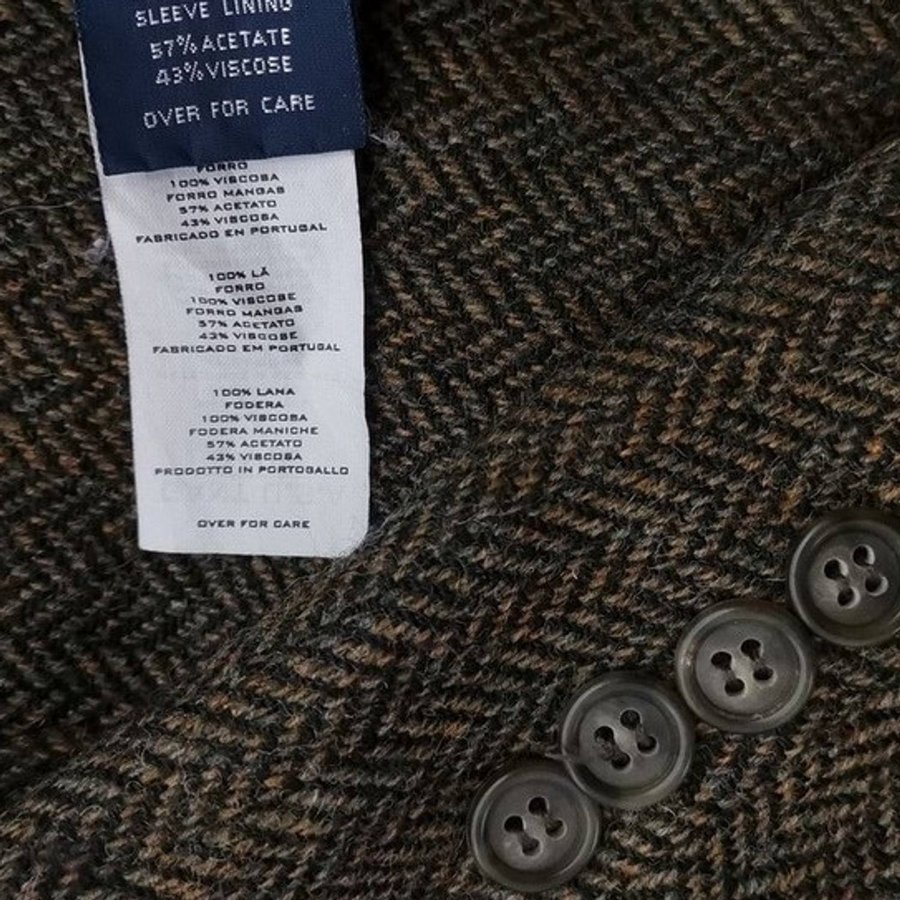 SLEEVE LINING
57% ACETATE
43% VISCOSE
OVER FOR CARE
FORRO
100% VISCOSA
FORRO MANGAS
57% ACETATO
43% VISCOSA
FABRICADO EN PORTUGAL
100% LÃ
FORRO
100% VISCOSE
FORRO MANGAS
57% ACETATO
43% VISCOSE
FABRICADO EM PORTUGAL
100% LANA
FODERA
100% VISCOSA
FODERA MANICHE
57% ACETATO
43% VISCOSA
PRODOTTO IN PORTOGALLO
OVER FOR CARE